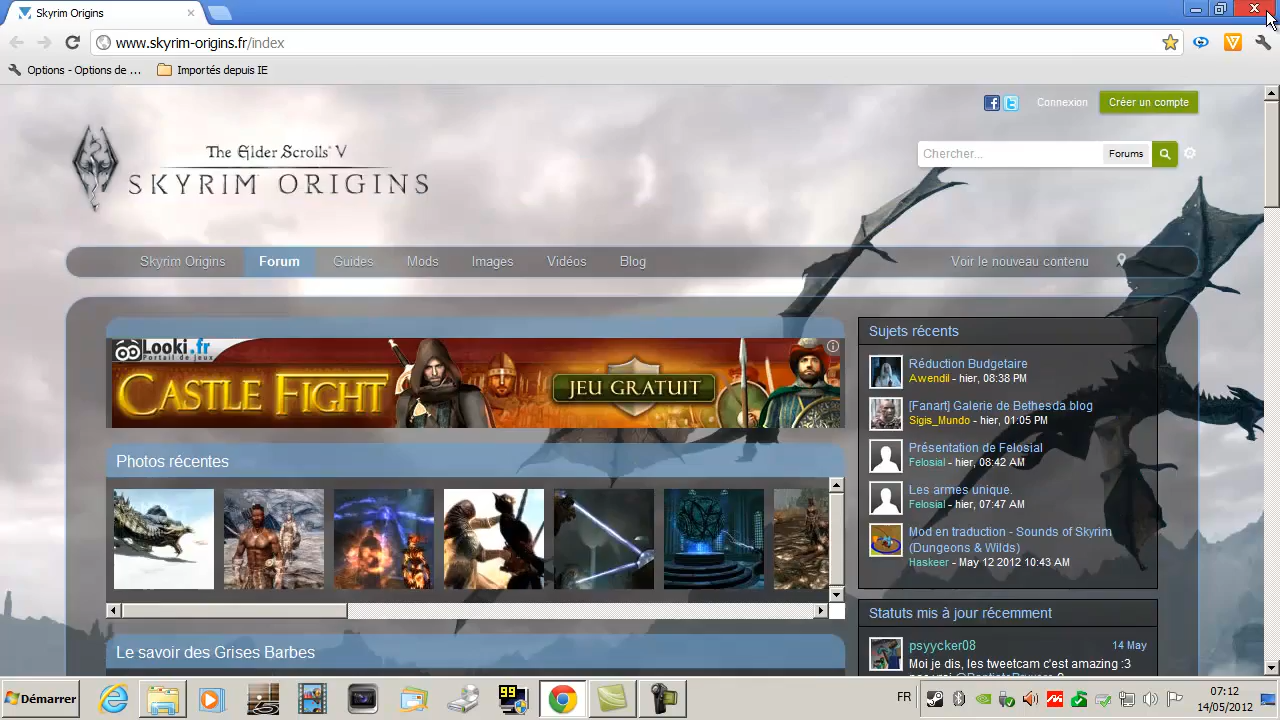 Skyrim Origins
www.skyrim-origins.fr/index
Options - Options de ...
Importés depuis IE
Connexion
Créer un compte
The Elder Scrolls V
SKYRIM ORIGINS
Chercher...
Forums
Skyrim Origins
Forum
Guides
Mods
Images
Vidéos
Blog
Voir le nouveau contenu
Looki.fr
Portail de jeux
CASTLE FIGHT
JEU GRATUIT
Sujets récents
Réduction Budgetaire
Awendil - hier, 08:38 PM
[Fanart] Galerie de Bethesda blog
Sigis_Mundo - hier, 01:05 PM
Présentation de Felosial
Felosial - hier, 08:42 AM
Les armes unique.
Felosial - hier, 07:47 AM
Mod en traduction - Sounds of Skyrim
(Dungeons & Wilds)
Haskeer - May 12 2012 10:43 AM
Photos récentes
Le savoir des Grises Barbes
Statuts mis à jour récemment
psyycker08
14 May
Moi je dis, les tweetcam c'est amazing :3
Démarrer
99
FR
07:12
14/05/2012